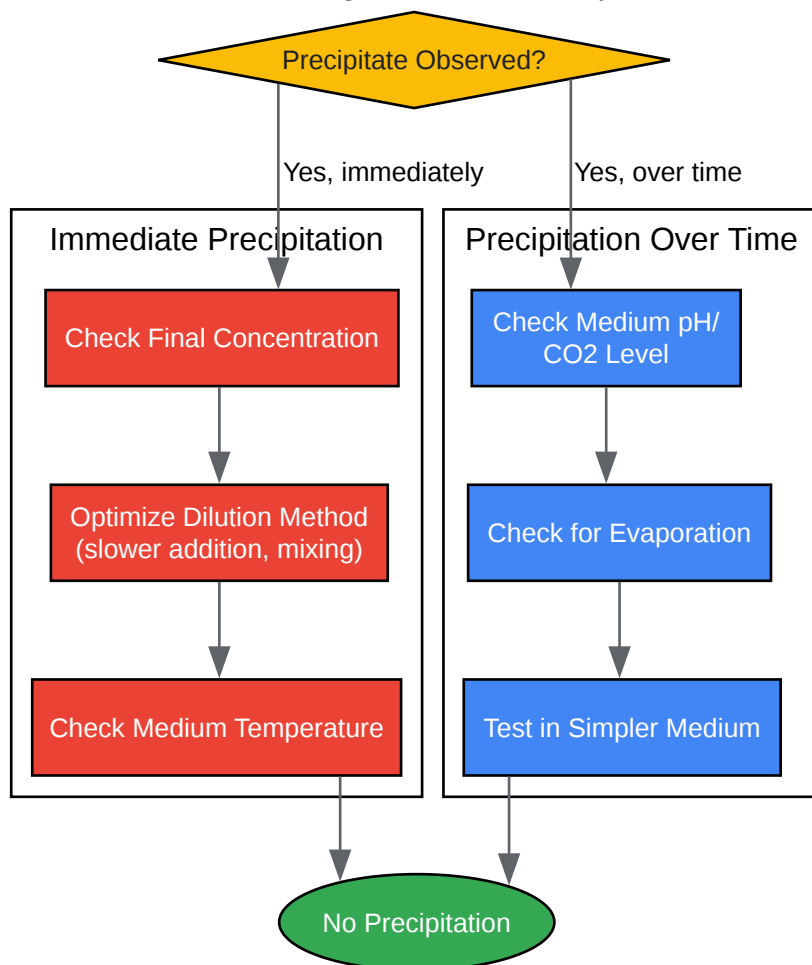 Precipitate Observed?
Yes, immediately
Yes, over time
Immediate Precipitation
Check Final Concentration
Optimize Dilution Method
(slower addition, mixing)
Check Medium Temperature
Precipitation Over Time
Check Medium pH/
CO2 Level
Check for Evaporation
Test in Simpler Medium
No Precipitation